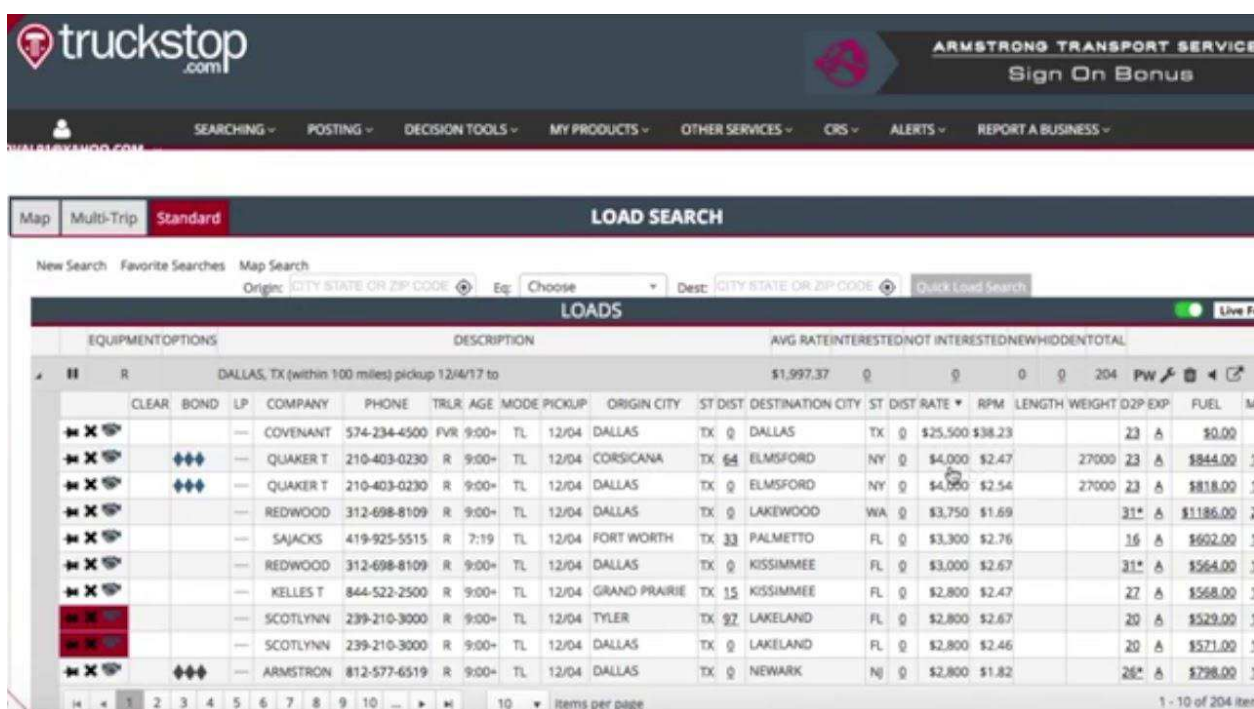 truckstop
.com
ARMSTRONG TRANSPORT SERVICE
Sign On Bonus
SEARCHING POSTING DECISION TOOLS MY PRODUCTS OTHER SERVICES CRS ALERTS REPORT A BUSINESS
Map Multi-Trip Standard LOAD SEARCH
New Search Favorite Searches Map Search
Origin: CITY STATE OR ZIP CODE Eq: Choose Dest: CITY STATE OR ZIP CODE Quick Load Search
LOADS Live F
EQUIPMENT OPTIONS DESCRIPTION AVG RATE INTERESTED NOT INTERESTED NEW HIDDEN TOTAL
R DALLAS, TX (within 100 miles) pickup 12/4/17 to $1,997.37 0 0 0 0 204 PW
CLEAR BOND LP COMPANY PHONE TRLR AGE MODE PICKUP ORIGIN CITY ST DIST DESTINATION CITY ST DIST RATE RPM LENGTH WEIGHT D2P EXP FUEL M
--- COVENANT 574-234-4500 FVR 9:00+ TL 12/04 DALLAS TX 0 DALLAS TX 0 $25,500 $38.23 23 A $0.00
--- QUAKER T 210-403-0230 R 9:00+ TL 12/04 CORSICANA TX 64 ELMSFORD NY 0 $4,000 $2.47 27000 23 A $844.00 1
--- QUAKER T 210-403-0230 R 9:00+ TL 12/04 DALLAS TX 0 ELMSFORD NY 0 $2.54 27000 23 A $818.00 1
--- REDWOOD 312-698-8109 R 9:00+ TL 12/04 DALLAS TX 0 LAKEWOOD WA 0 $3,750 $1.69 31* A $1186.00 2
--- SAJACKS 419-925-5515 R 7:19 TL 12/04 FORT WORTH TX 33 PALMETTO FL 0 $3,300 $2.76 16 A $602.00 1
--- REDWOOD 312-698-8109 R 9:00+ TL 12/04 DALLAS TX 0 KISSIMMEE FL 0 $3,000 $2.67 31* A $564.00 1
--- KELLES T 844-522-2500 R 9:00+ TL 12/04 GRAND PRAIRIE TX 15 KISSIMMEE FL 0 $2,800 $2.47 27 A $568.00 1
--- SCOTLYNN 239-210-3000 R 9:00+ TL 12/04 TYLER TX 97 LAKELAND FL 0 $2,800 $2.67 20 A $529.00 1
--- SCOTLYNN 239-210-3000 R 9:00+ TL 12/04 DALLAS TX 0 LAKELAND FL 0 $2,800 $2.46 20 A $571.00 1
--- ARMSTRON 812-577-6519 R 9:00+ TL 12/04 DALLAS TX 0 NEWARK NJ 0 $2,800 $1.82 26* A $798.00 1
1 2 3 4 5 6 7 8 9 10 ... 10 items per page 1 - 10 of 204 ite